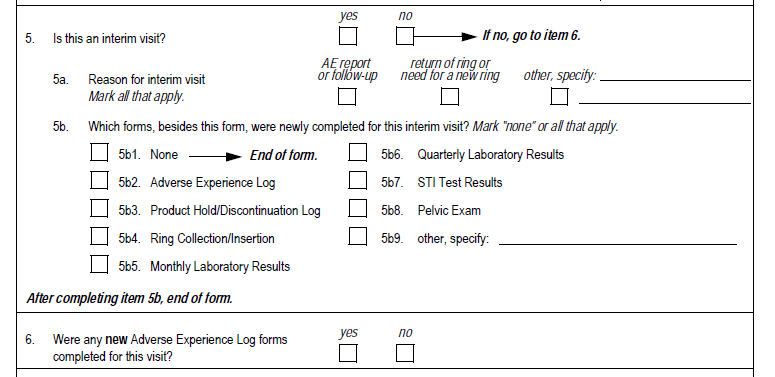 yes no
5. Is this an interim visit? If no, go to item 6.
AE report or follow-up return of ring or need for a new ring other, specify:
5a. Reason for interim visit
Mark all that apply.
5b. Which forms, besides this form, were newly completed for this interim visit? Mark "none" or all that apply.
5b1. None End of form. 5b6. Quarterly Laboratory Results
5b2. Adverse Experience Log 5b7. STI Test Results
5b3. Product Hold/Discontinuation Log 5b8. Pelvic Exam
5b4. Ring Collection/Insertion 5b9. other, specify:
5b5. Monthly Laboratory Results
After completing item 5b, end of form.
yes no
6. Were any new Adverse Experience Log forms
completed for this visit?